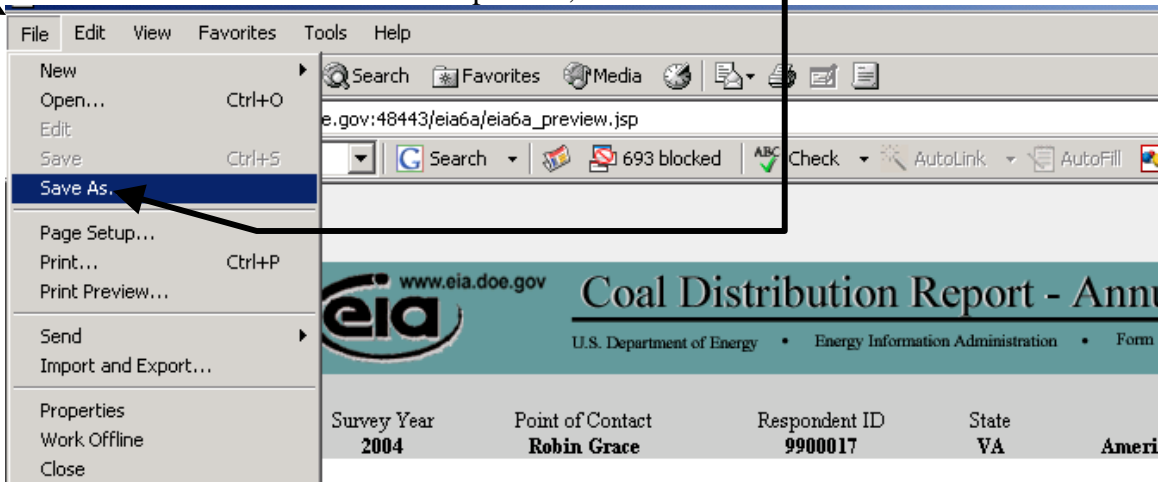 File Edit View Favorites Tools Help
New
Open... Ctrl+O
Edit
Save Ctrl+S
Save As..
Page Setup...
Print... Ctrl+P
Print Preview...
Send
Import and Export...
Properties
Work Offline
Close
Search Favorites Media
e.gov:48443/eia6a/eia6a_preview.jsp
G Search 693 blocked ABC Check AutoLink AutoFill
www.eia.doe.gov
eia
Coal Distribution Report - Annu
U.S. Department of Energy • Energy Information Administration • Form
Survey Year Point of Contact Respondent ID State
2004 Robin Grace 9900017 VA Ameri